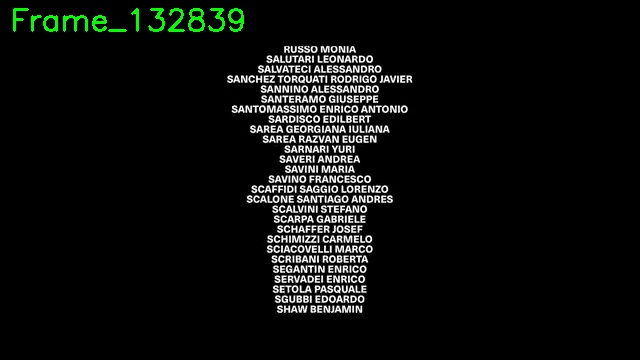 Frame_132839
RUSSO MONIA
SALUTARI LEONARDO
SALVATECI ALESSANDRO
SANCHEZ TORQUATI RODRIGO JAVIER
SANNINO ALESSANDRO
SANTERAMO GIUSEPPE
SANTOMASSIMO ENRICO ANTONIO
SARDISCO EDILBERT
SAREA GEORGIANA IULIANA
SAREA RAZVAN EUGEN
SARNARI YURI
SAVERI ANDREA
SAVINI MARIA
SAVINO FRANCESCO
SCAFFIDI SAGGIO LORENZO
SCALONE SANTIAGO ANDRES
SCALVINI STEFANO
SCARPA GABRIELE
SCHAFFER JOSEF
SCHIMIZZI CARMELO
SCIACOVELLI MARCO
SCRIBANI ROBERTA
SEGANTIN ENRICO
SERVADEI ENRICO
SETOLA PASQUALE
SGUBBI EDOARDO
SHAW BENJAMIN